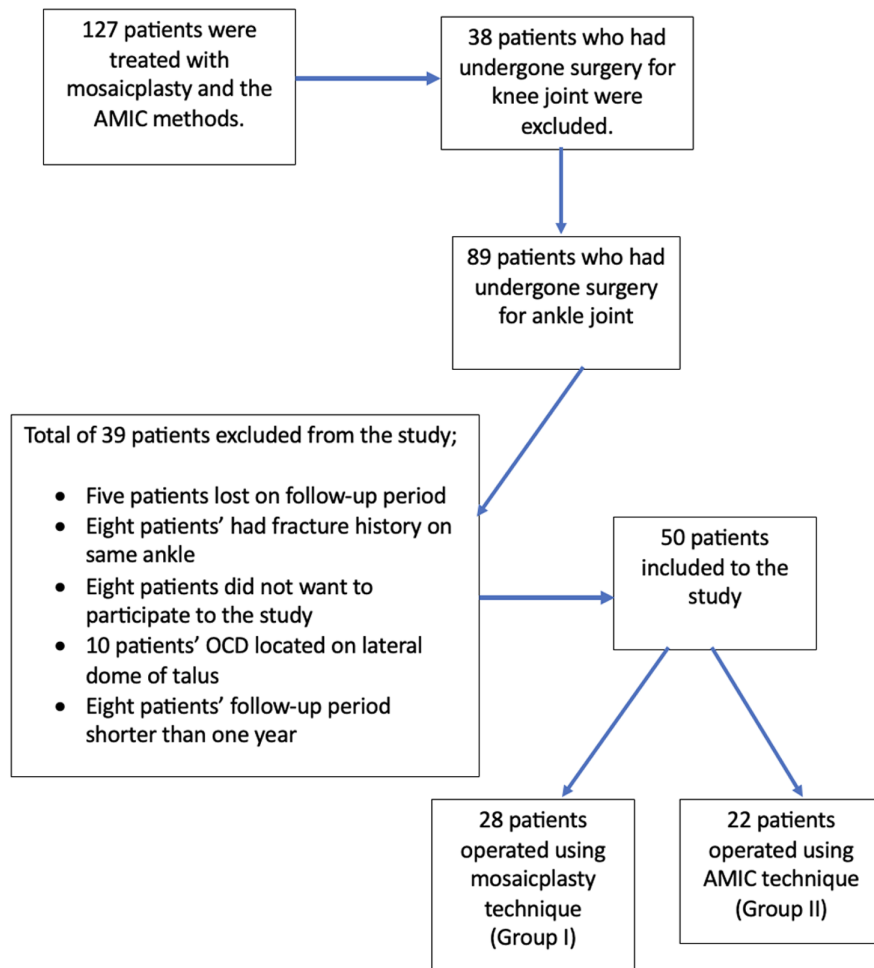 127 patients were
treated with
mosaicplasty and the
AMIC methods.
38 patients who had
undergone surgery for
knee joint were
excluded.
89 patients who had
undergone surgery
for ankle joint
Total of 39 patients excluded from the study;
• Five patients lost on follow-up period
• Eight patients' had fracture history on
same ankle
• Eight patients did not want to
participate to the study
• 10 patients' OCD located on lateral
dome of talus
• Eight patients' follow-up period
shorter than one year
50 patients
included to the
study
28 patients
operated using
mosaicplasty
technique
(Group I)
22 patients
operated using
AMIC technique
(Group II)